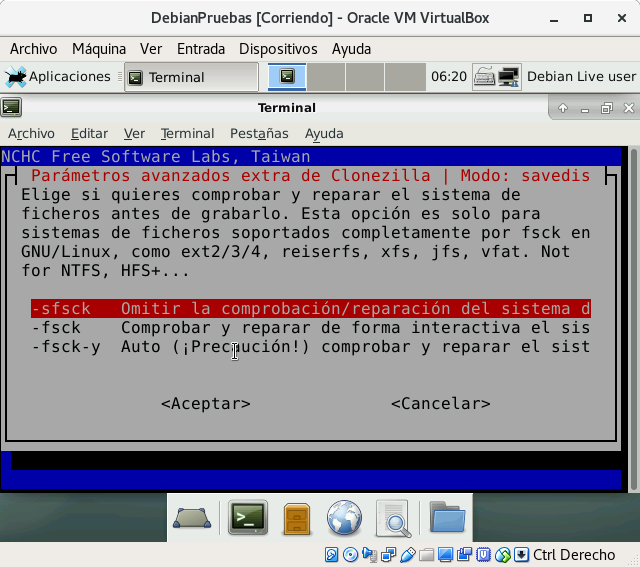 DebianPruebas [Corriendo] - Oracle VM VirtualBox
Archivo Máquina Ver Entrada Dispositivos Ayuda
Aplicaciones Terminal 06:20 Debian Live user
Terminal
Archivo Editar Ver Terminal Pestañas Ayuda
NCHC Free Software Labs, Taiwan
Parámetros avanzados extra de Clonezilla | Modo: savedis
Elige si quieres comprobar y reparar el sistema de
ficheros antes de grabarlo. Esta opción es solo para
sistemas de ficheros soportados completamente por fsck en
GNU/Linux, como ext2/3/4, reiserfs, xfs, jfs, vfat. Not
for NTFS, HFS+...
-sfsck Omitir la comprobación/reparación del sistema d
-fsck Comprobar y reparar de forma interactiva el sis
-fsck-y Auto (¡Precaución!) comprobar y reparar el sist
<Aceptar> <Cancelar>
Ctrl Derecho